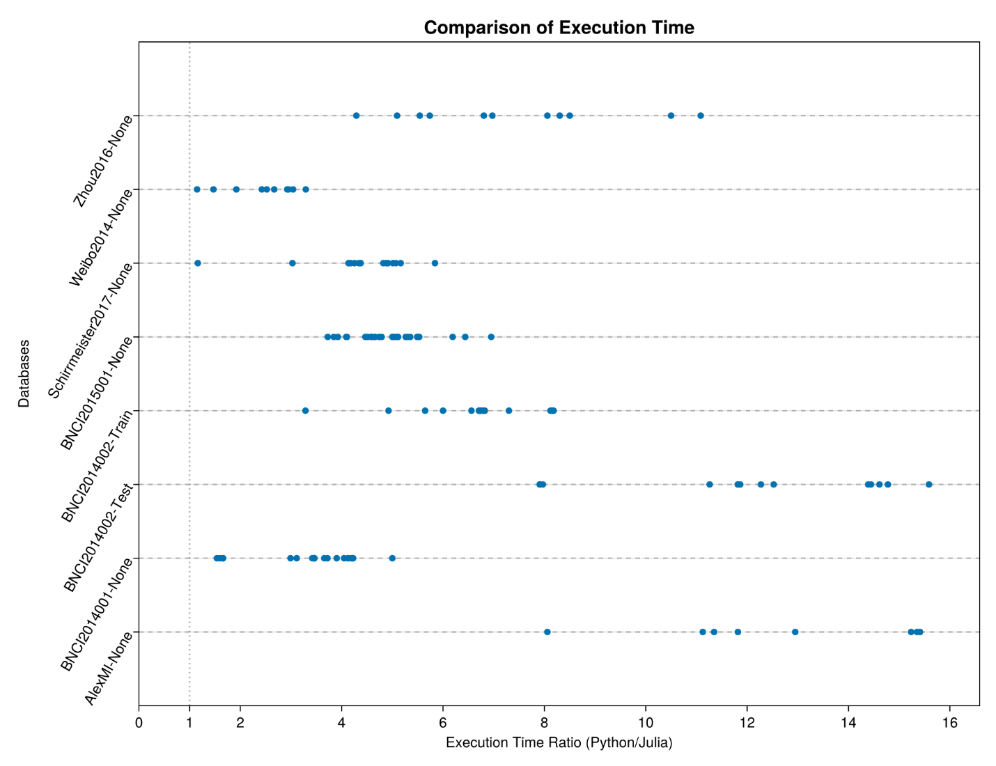 Comparison of Execution Time
Databases
Zhou2016-None
Weibo2014-None
Schirrmeister2017-None
BNCI2015001-None
BNCI2014002-Train
BNCI2014002-Test
BNCI2014001-None
AlexMI-None
0 1 2 4 6 8 10 12 14 16
Execution Time Ratio (Python/Julia)